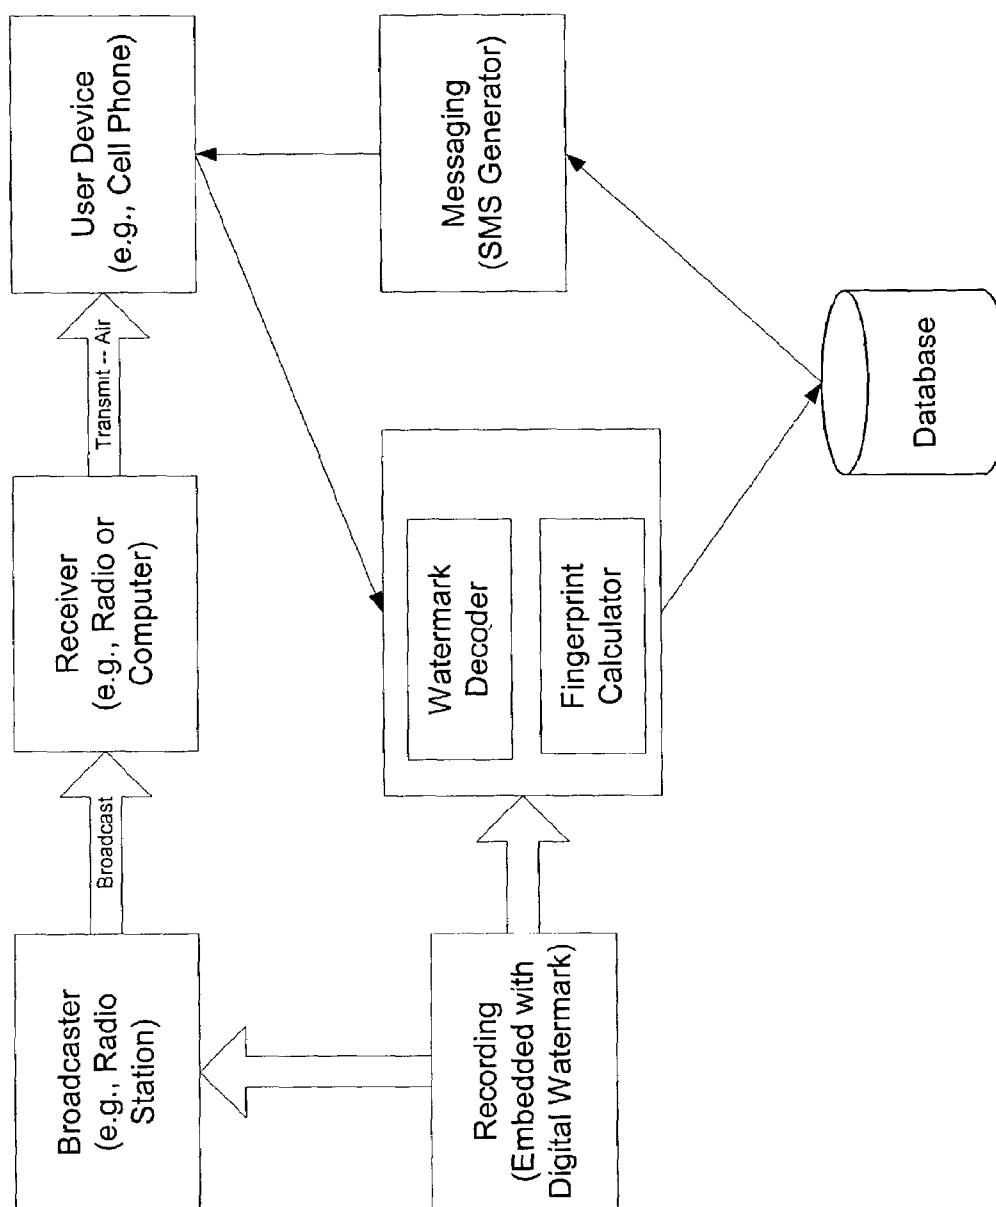 Broadcaster
(e.g., Radio
Station)
Broadcast
Receiver
(e.g., Radio or
Computer)
Transmit -- Air
User Device
(e.g., Cell Phone)
Recording
(Embedded with
Digital Watermark)
Watermark
Decoder
Fingerprint
Calculator
Messaging
(SMS Generator)
Database